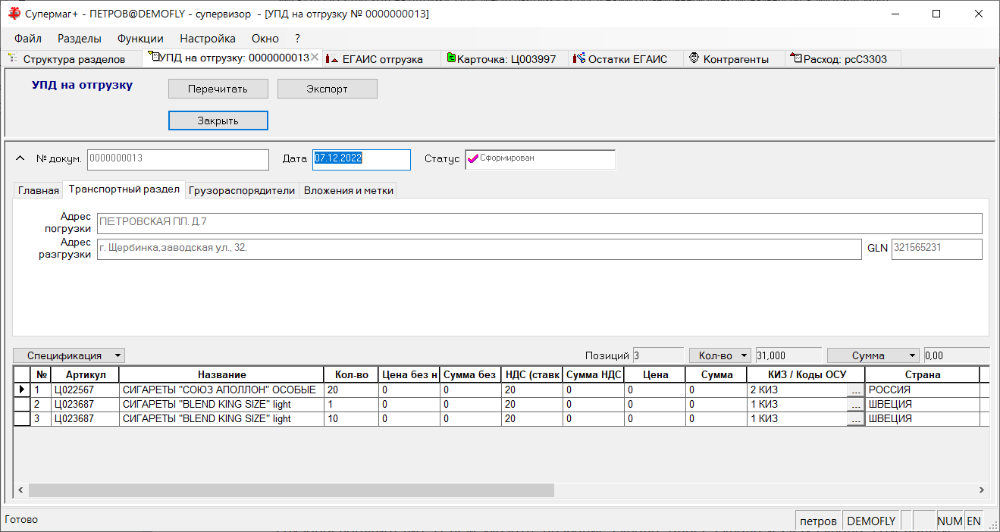 Супермаг+ - ПЕТРОВ@DEMOFLY - супервизор - [УПД на отгрузку № 0000000013]
Файл Разделы Функции Настройка Окно ?
Структура разделов УПД на отгрузку: 0000000013 ЕГАИС отгрузка Карточка: Ц003997 Остатки ЕГАИС Контрагенты Расход: рсС3303
УПД на отгрузку Перечитать Экспорт
Закрыть
№ докум. 0000000013 Дата 07.12.2022 Статус Сформирован
Главная Транспортный раздел Грузораспорядители Вложения и метки
Адрес
погрузки ПЕТРОВСКАЯ ПЛ. Д.7
Адрес
разгрузки г. Щербинка,заводская ул., 32. GLN 321565231
Спецификация Позиций 3 Кол-во 31,000 Сумма 0,00
№ Артикул Название Кол-во Цена без н Сумма без НДС (ставк Сумма НДС Цена Сумма КИЗ / Коды ОСУ Страна
1 Ц022567 СИГАРЕТЫ "СОЮЗ АПОЛЛОН" ОСОБЫЕ 20 0 0 20 0 0 0 2 КИЗ ... РОССИЯ
2 Ц023687 СИГАРЕТЫ "BLEND KING SIZE" light 1 0 0 20 0 0 0 1 КИЗ ... ШВЕЦИЯ
3 Ц023687 СИГАРЕТЫ "BLEND KING SIZE" light 10 0 0 20 0 0 0 1 КИЗ ... ШВЕЦИЯ
Готово петров DEMOFLY NUM EN